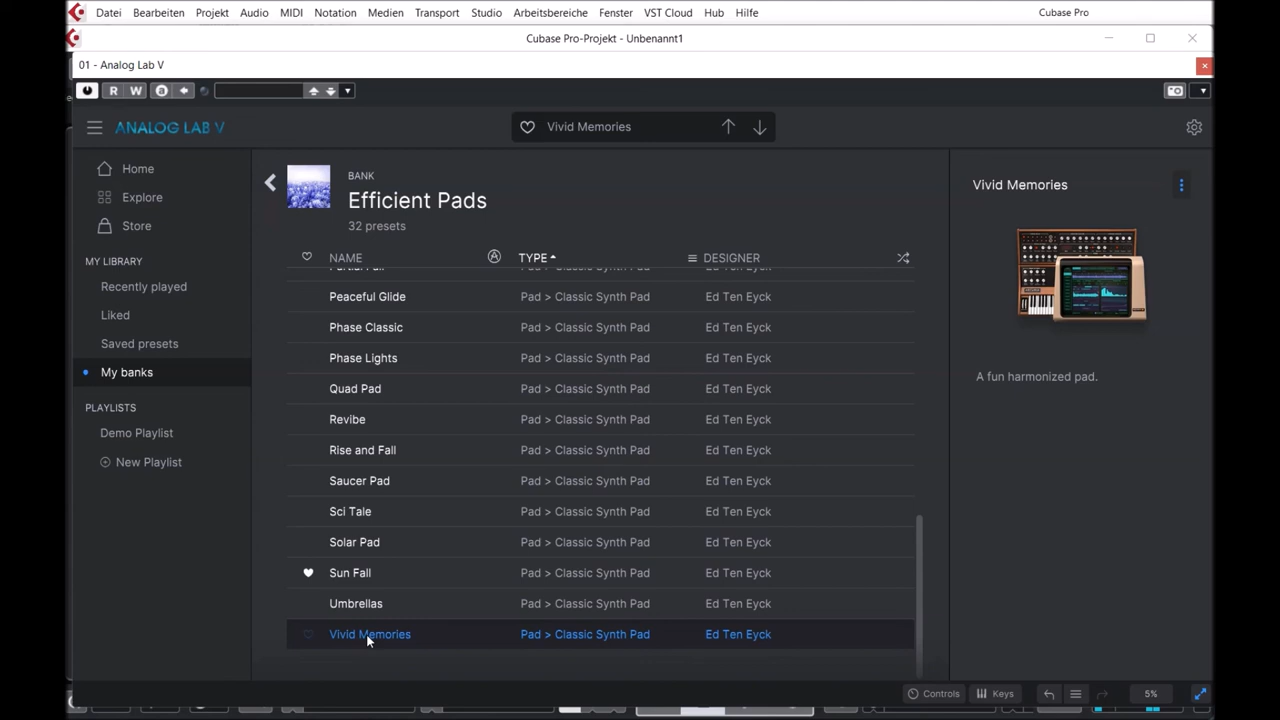 Datei Bearbeiten Projekt Audio MIDI Notation Medien Transport Studio Arbeitsbereiche Fenster VST Cloud Hub Hilfe Cubase Pro
Cubase Pro-Projekt - Unbenannt1
01 - Analog Lab V
R W a
ANALOG LAB V
Vivid Memories
Home
Explore
Store
MY LIBRARY
Recently played
Liked
Saved presets
My banks
PLAYLISTS
Demo Playlist
New Playlist
BANK
Efficient Pads
32 presets
NAME TYPE DESIGNER
Peaceful Glide Pad > Classic Synth Pad Ed Ten Eyck
Phase Classic Pad > Classic Synth Pad Ed Ten Eyck
Phase Lights Pad > Classic Synth Pad Ed Ten Eyck
Quad Pad Pad > Classic Synth Pad Ed Ten Eyck
Revibe Pad > Classic Synth Pad Ed Ten Eyck
Rise and Fall Pad > Classic Synth Pad Ed Ten Eyck
Saucer Pad Pad > Classic Synth Pad Ed Ten Eyck
Sci Tale Pad > Classic Synth Pad Ed Ten Eyck
Solar Pad Pad > Classic Synth Pad Ed Ten Eyck
Sun Fall Pad > Classic Synth Pad Ed Ten Eyck
Umbrellas Pad > Classic Synth Pad Ed Ten Eyck
Vivid Memories Pad > Classic Synth Pad Ed Ten Eyck
Vivid Memories
A fun harmonized pad.
Controls Keys 5%